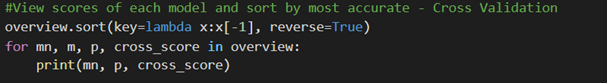 #View scores of each model and sort by most accurate - Cross Validation
overview.sort(key=lambda x:x[-1], reverse=True)
for mn, m, p, cross_score in overview:
    print(mn, p, cross_score)